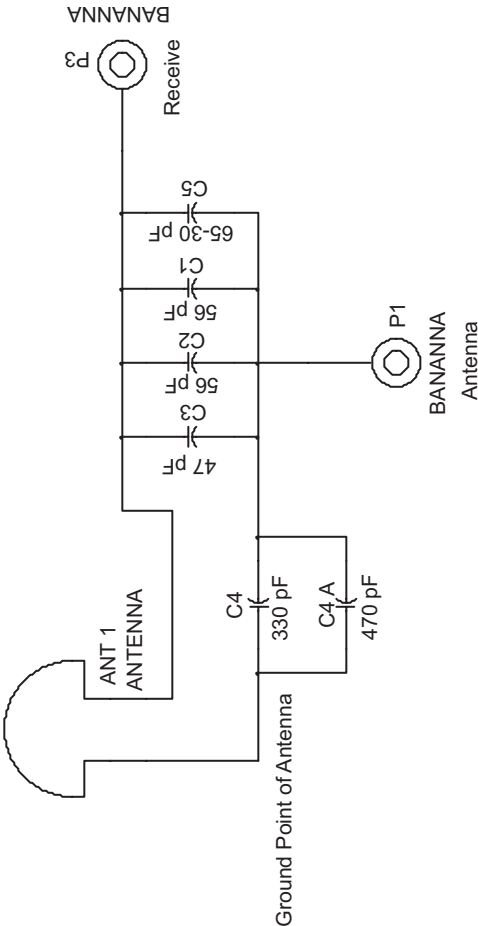 BANANNA
P3
Receive
C5
65-30 pF
C1
56 pF
C2
56 pF
C3
47 pF
P1
BANANNA
Antenna
ANT 1
ANTENNA
C4
330 pF
C4 A
470 pF
Ground Point of Antenna